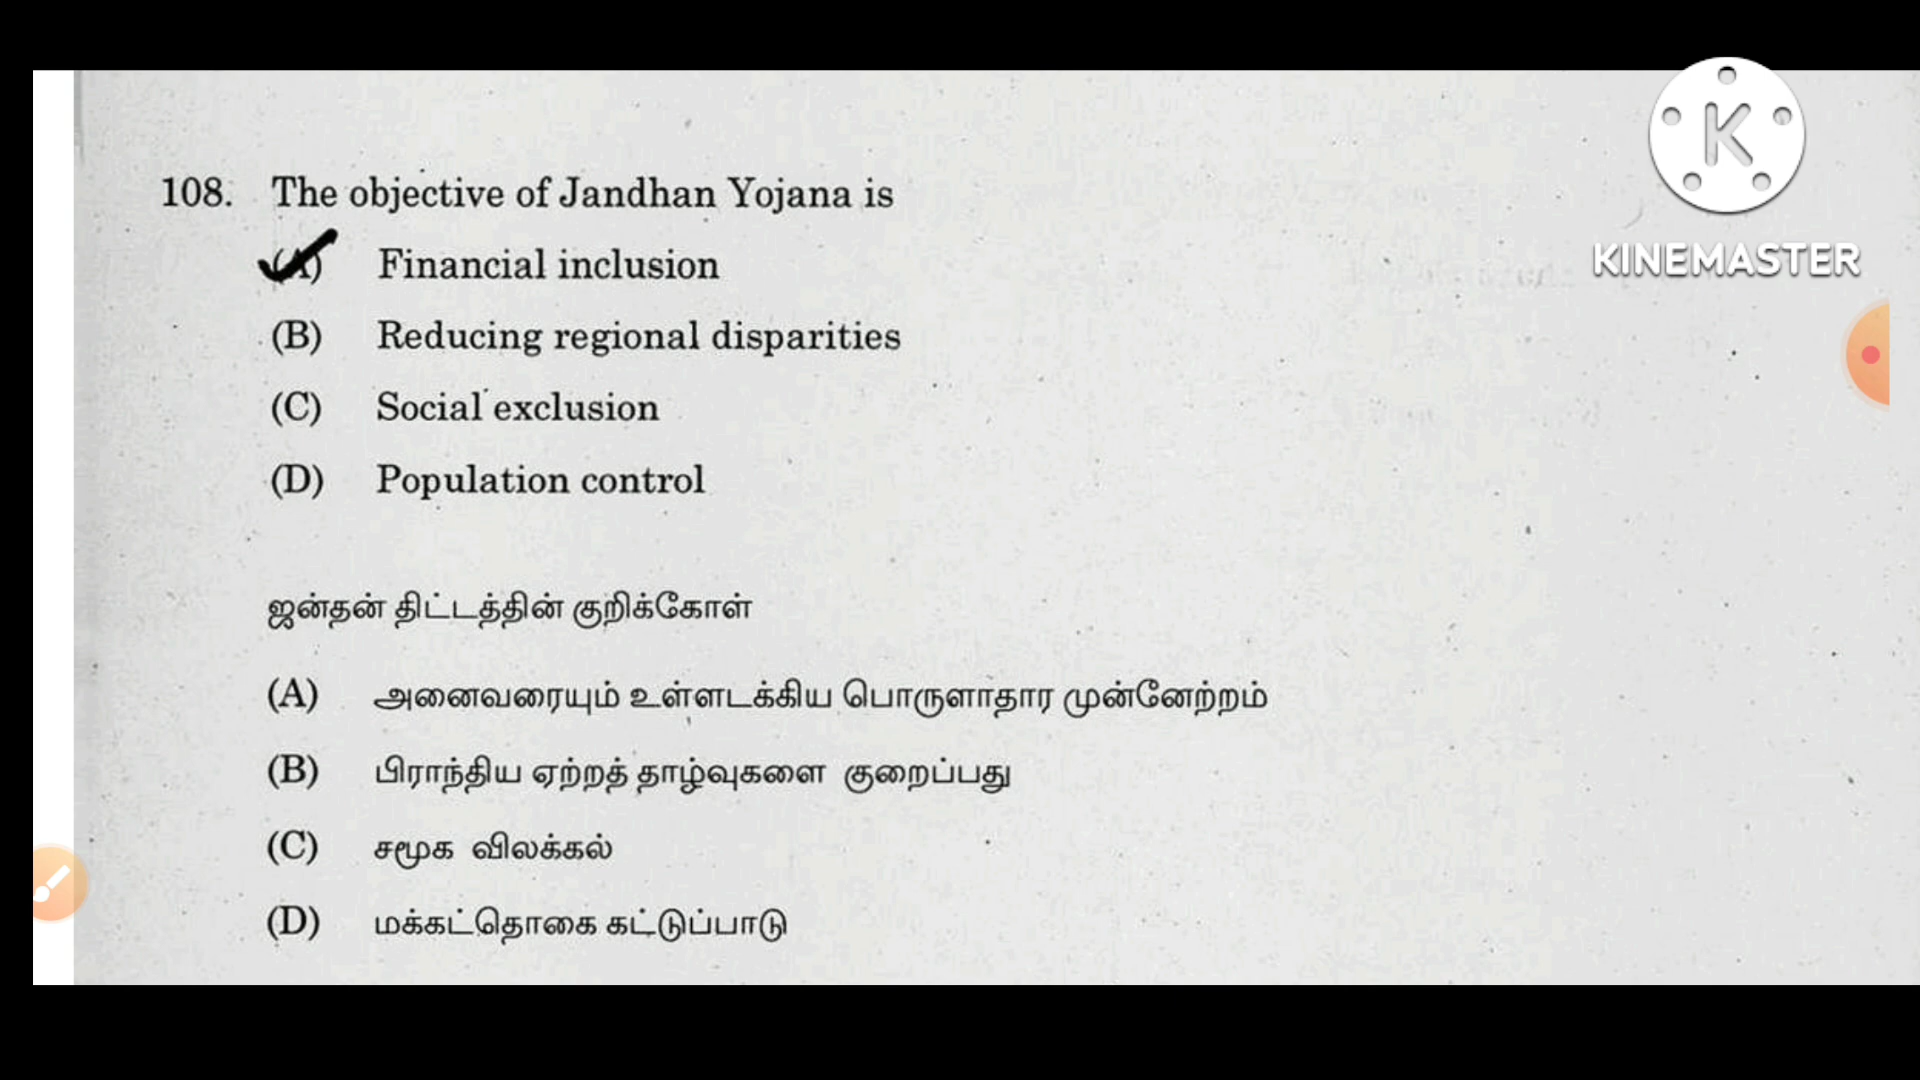 108. The objective of Jandhan Yojana is
(A) Financial inclusion
(B) Reducing regional disparities
(C) Social exclusion
(D) Population control
ஜன்தன் திட்டத்தின் குறிக்கோள்
(A) அனைவரையும் உள்ளடக்கிய பொருளாதார முன்னேற்றம்
(B) பிராந்திய ஏற்றத் தாழ்வுகளை குறைப்பது
(C) சமூக விலக்கல்
(D) மக்கட்தொகை கட்டுப்பாடு
K
KINEMASTER